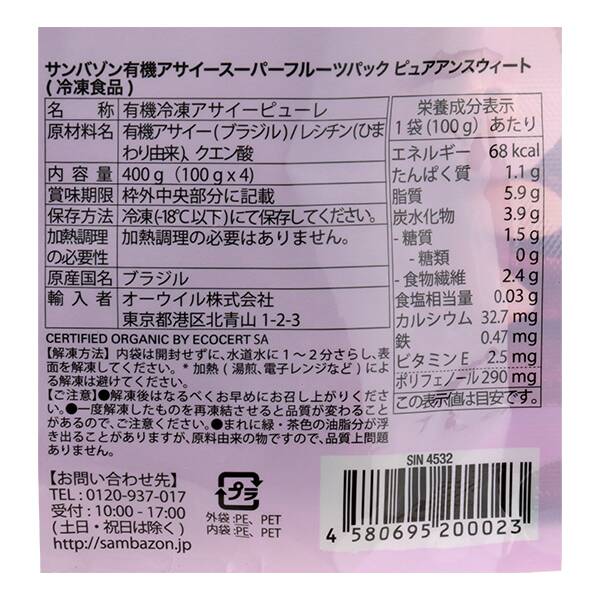 サンバゾン有機アサイースーパーフルーツパック ピュアアンスウィート
(冷凍食品)
名 称 有機冷凍アサイーピューレ
原材料名 有機アサイー(ブラジル)/レシチン(ひま
わり由来)、クエン酸
内 容 量 400 g (100 g x 4)
賞味期限 枠外中央部分に記載
保存方法 冷凍(-18℃以下)にて保存してください。
加熱調理
の必要性 加熱調理の必要はありません。
原産国名 ブラジル
輸 入 者 オーウイル株式会社
東京都港区北青山 1-2-3
栄養成分表示
1袋(100 g)あたり
エネルギー 68 kcal
たんぱく質 1.1 g
脂質 5.9 g
炭水化物 3.9 g
- 糖質 1.5 g
- 糖類 0 g
- 食物繊維 2.4 g
食塩相当量 0.03 g
カルシウム 32.7 mg
鉄 0.47 mg
ビタミンE 2.5 mg
ポリフェノール 290 mg
この表示値は目安です。
CERTIFIED ORGANIC BY ECOCERT SA
【解凍方法】内袋は開封せずに、水道水に1~2分さらし、表
面を解凍してください。*加熱(湯煎、電子レンジなど)によ
る解凍は避けてください。
【ご注意】●解凍後はなるべくお早めにお召し上がりくださ
い。●一度解凍したものを再凍結させると品質が変わること
があるので、ご注意ください。●まれに緑・茶色の油脂分が浮
き出ることがありますが、原料由来の物ですので、品質上問題
ありません。
【お問い合わせ先】
TEL : 0120-937-017
受付 : 10:00 - 17:00
(土日・祝日は除く)
http://sambazon.jp
プラ
外袋 :PE、PET
内袋 :PE、PET
SIN 4532
4 580695 200023